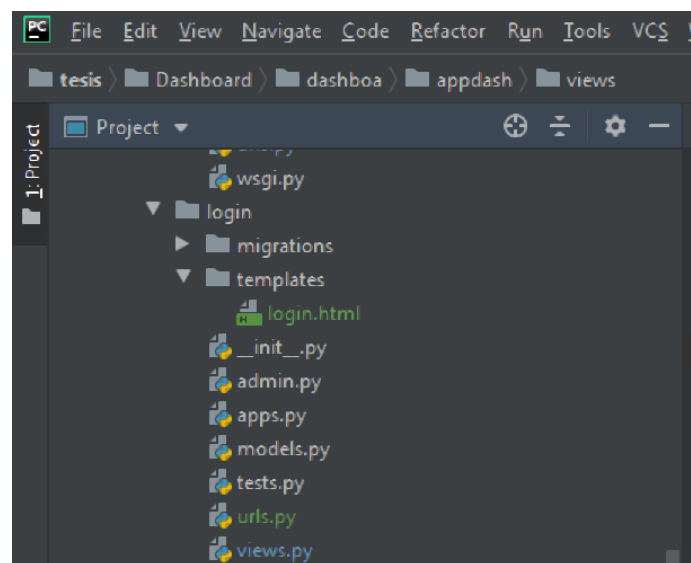 PC File Edit View Navigate Code Refactor Run Tools VCS
tesis Dashboard dashboa appdash views
1: Project
Project
wsgi.py
login
migrations
templates
H login.html
__init__.py
admin.py
apps.py
models.py
tests.py
urls.py
views.py